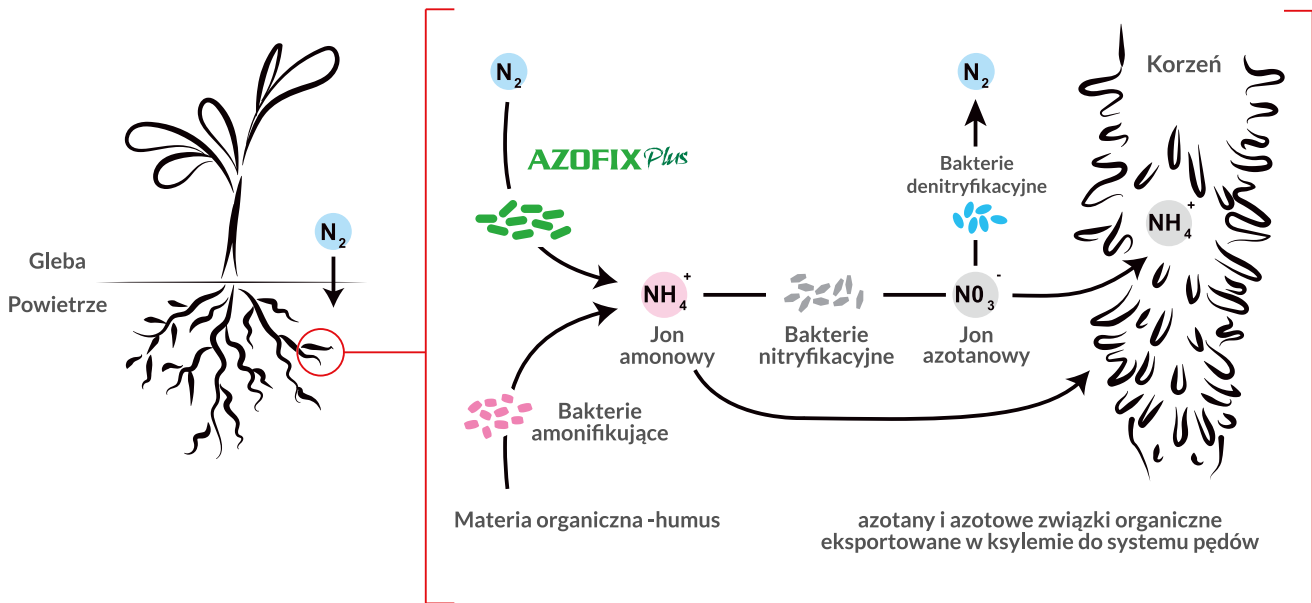 N2
Gleba
Powietrze
N2
AZOFIX Plus
NH4+
Jon
amonowy
Bakterie
amonifikujące
Materia organiczna -humus
Bakterie
nitryfikacyjne
N2
Bakterie
denitryfikacyjne
N03-
Jon
azotanowy
Korzeń
NH4+
azotany i azotowe związki organiczne
eksportowane w ksylemie do systemu pędów